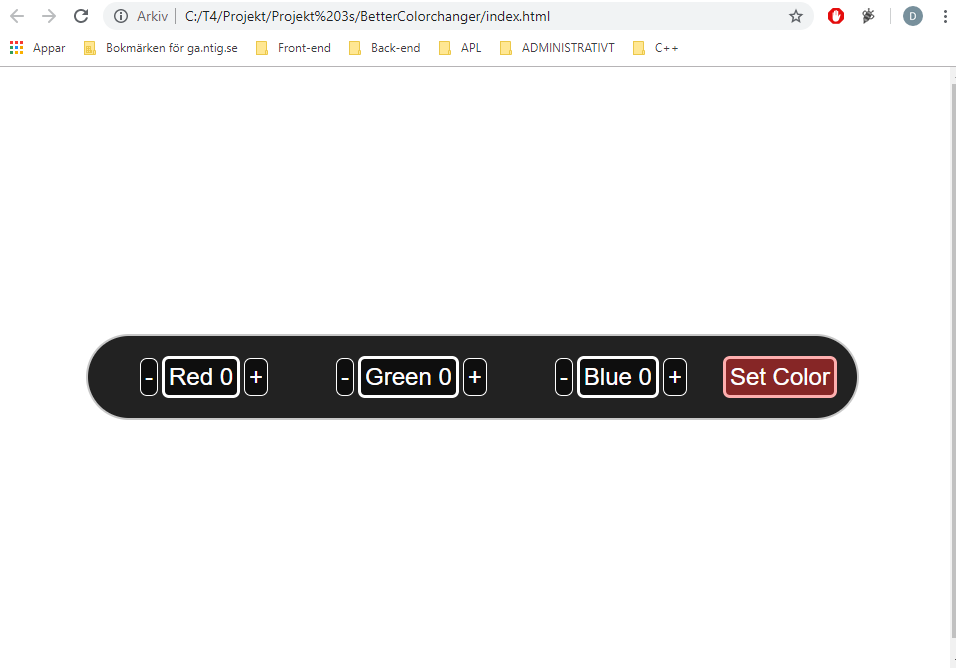 Arkiv | C:/T4/Projekt/Projekt%203s/BetterColorchanger/index.html D
Appar Bokmärken för ga.ntig.se Front-end Back-end APL ADMINISTRATIVT C++
- Red 0 + - Green 0 + - Blue 0 + Set Color